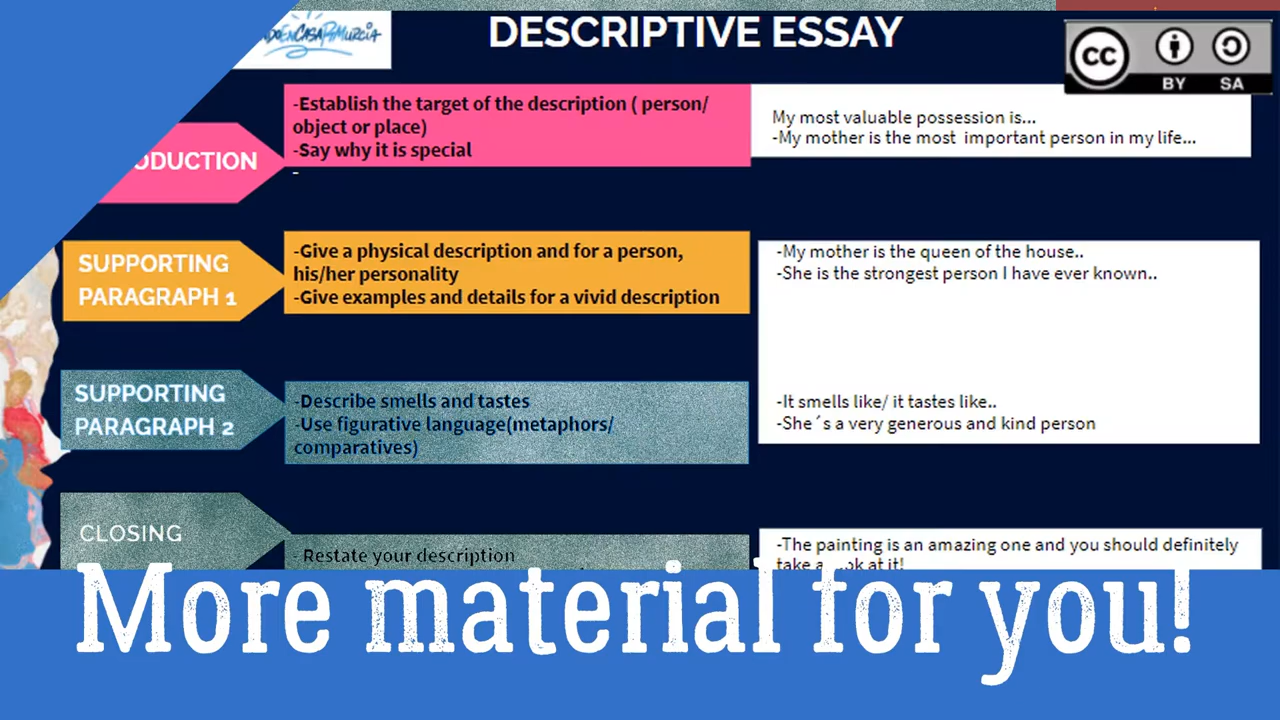 DESCRIPTIVE ESSAY
BY SA
-Establish the target of the description ( person/
object or place)
-Say why it is special
-
My most valuable possession is...
-My mother is the most important person in my life...
SUPPORTING
PARAGRAPH 1
-Give a physical description and for a person,
his/her personality
-Give examples and details for a vivid description
-My mother is the queen of the house..
-She is the strongest person I have ever known..
SUPPORTING
PARAGRAPH 2
-Describe smells and tastes
-Use figurative language(metaphors/
comparatives)
-It smells like/ it tastes like..
-She´s a very generous and kind person
CLOSING
- Restate your description
-The painting is an amazing one and you should definitely
take a at it!
More material for you!